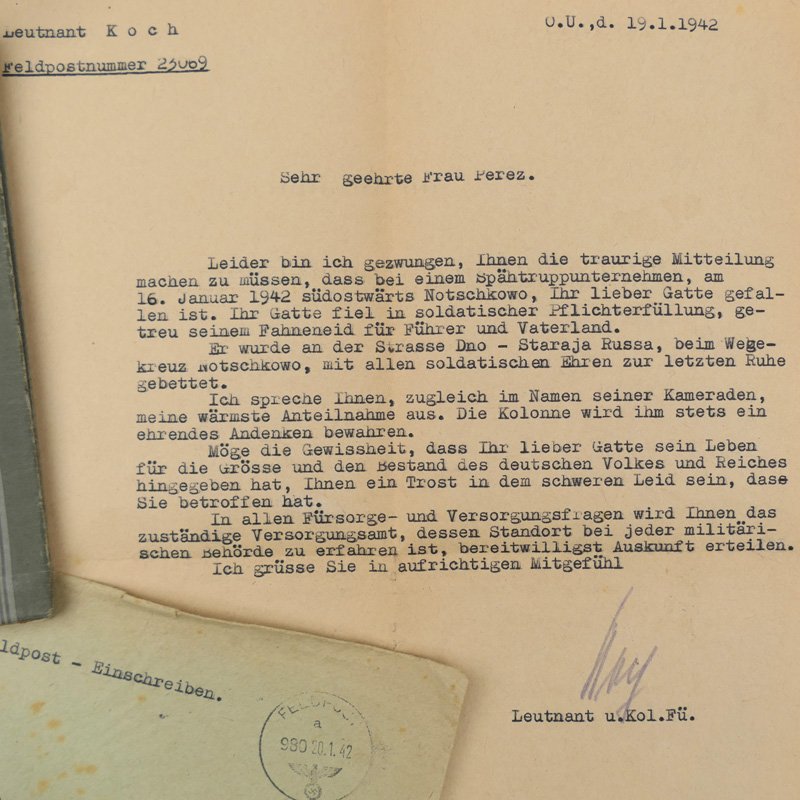 Leutnant Koch
O.U.,d. 19.1.1942
Feldpostnummer 23069
Sehr geehrte Frau Perez.
Leider bin ich gezwungen, Ihnen die traurige Mitteilung
machen zu müssen, dass bei einem Spähtruppunternehmen, am
16. Januar 1942 südostwärts Notschkowo, Ihr lieber Gatte gefal-
len ist. Ihr Gatte fiel in soldatischer Pflichterfüllung, ge-
treu seinem Fahneneid für Führer und Vaterland.
Er wurde an der Strasse Dno - Staraja Russa, beim Wege-
kreuz Notschkowo, mit allen soldatischen Ehren zur letzten Ruhe
gebettet.
Ich spreche Ihnen, zugleich im Namen seiner Kameraden,
meine wärmste Anteilnahme aus. Die Kolonne wird ihm stets ein
ehrendes Andenken bewahren.
Möge die Gewissheit, dass Ihr lieber Gatte sein Leben
für die Grösse und den Bestand des deutschen Volkes und Reiches
hingegeben hat, Ihnen ein Trost in dem schweren Leid sein, dass
Sie betroffen hat.
In allen Fürsorge- und Versorgungsfragen wird Ihnen das
zuständige Versorgungsamt, dessen Standort bei jeder militäri-
schen Behörde zu erfahren ist, bereitwilligst Auskunft erteilen.
Ich grüsse Sie in aufrichtigen Mitgefühl
Leutnant u.Kol.Fü.
ldpost - Einschreiben.
FELDPOST
a
980 20.1.42